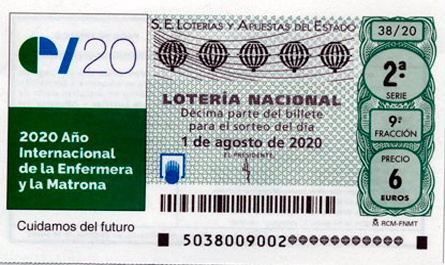 e/20
2020 Año
Internacional
de la Enfermera
y la Matrona
Cuidamos del futuro
S.E. LOTERÍAS Y APUESTAS DEL ESTADO
LOTERÍA NACIONAL
Décima parte del billete
para el sorteo del día
1 de agosto de 2020
EL PRESIDENTE,
5038009002
38/20
2ª
SERIE
9ª
FRACCIÓN
PRECIO
6
EUROS
RCM-FNMT